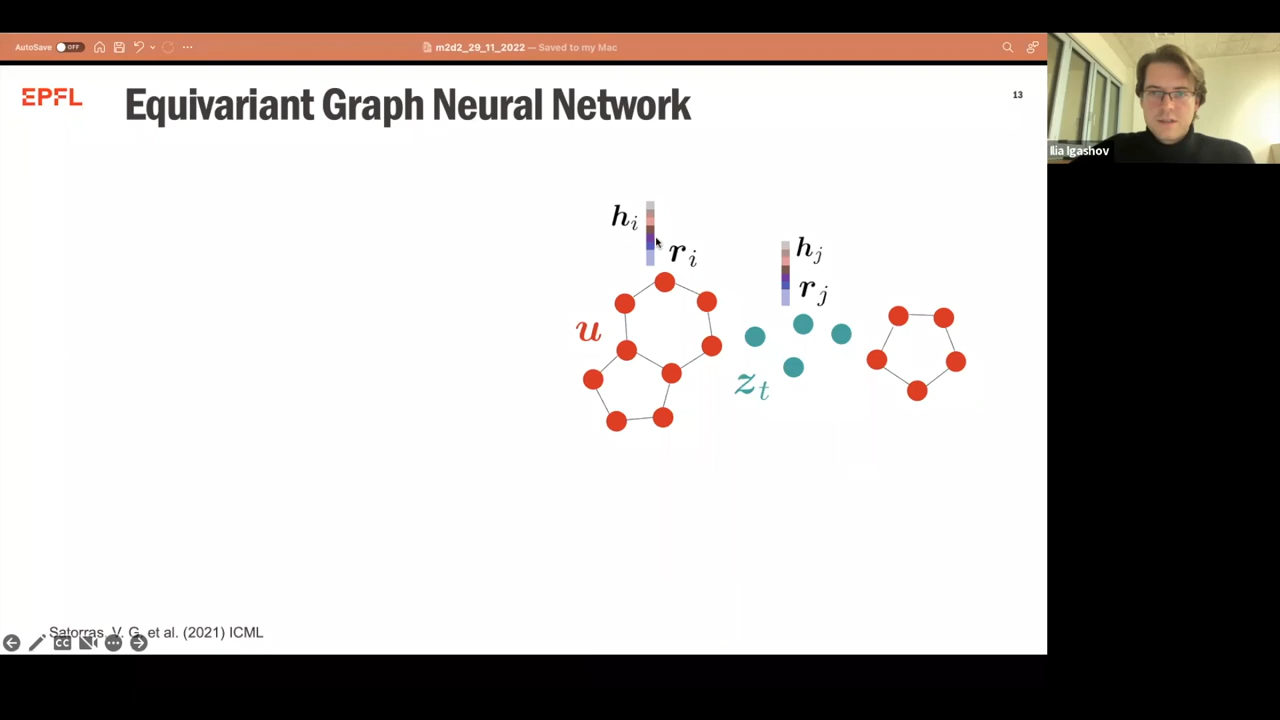 AutoSave OFF
m2d2_29_11_2022 — Saved to my Mac
EPFL
Equivariant Graph Neural Network
13
Ilia Igashov
h_i
r_i
h_j
r_j
u
z_t
Satorras, V. G. et al. (2021) ICML
CC